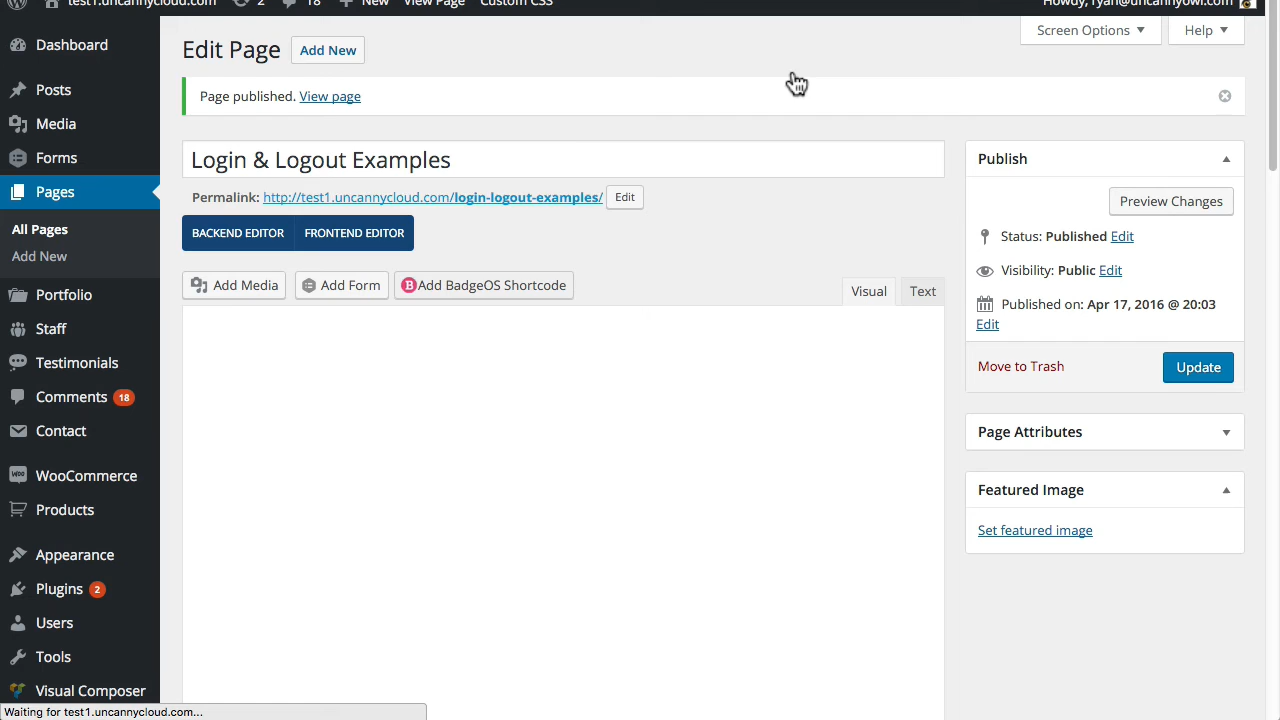 test1.uncannycloud.com 2 18 New View Page Custom CSS Howdy, ryan@uncannyowl.com
Screen Options Help
Edit Page Add New
Page published. View page
Login & Logout Examples
Permalink: http://test1.uncannycloud.com/login-logout-examples/ Edit
BACKEND EDITOR FRONTEND EDITOR
Add Media Add Form Add BadgeOS Shortcode Visual Text
Dashboard
Posts
Media
Forms
Pages
All Pages
Add New
Portfolio
Staff
Testimonials
Comments 18
Contact
WooCommerce
Products
Appearance
Plugins 2
Users
Tools
Visual Composer
Publish
Preview Changes
Status: Published Edit
Visibility: Public Edit
Published on: Apr 17, 2016 @ 20:03
Edit
Move to Trash Update
Page Attributes
Featured Image
Set featured image
Waiting for test1.uncannycloud.com...